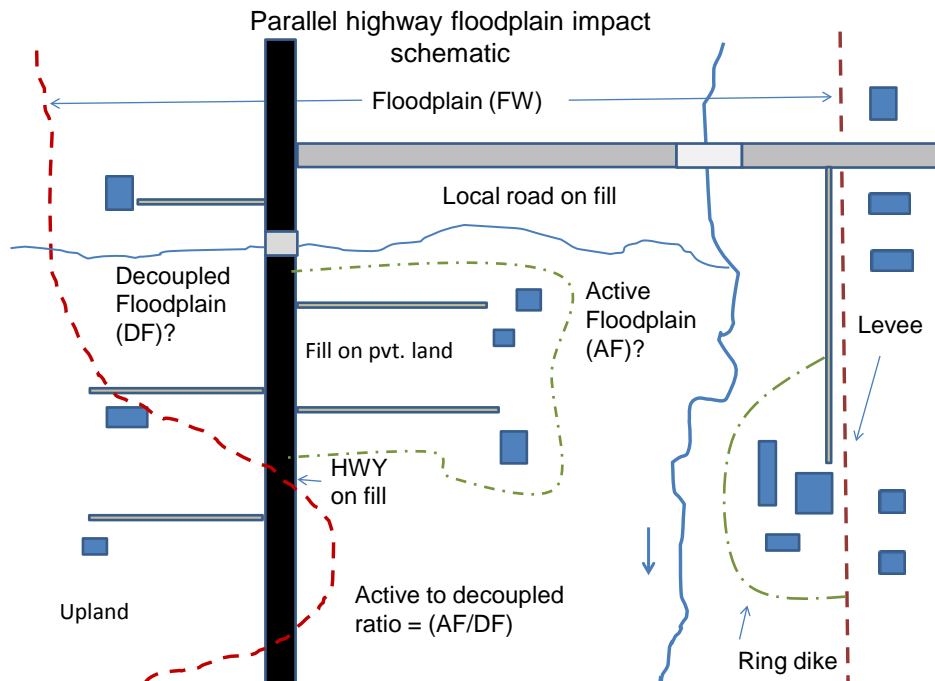 Parallel highway floodplain impact
schematic
Floodplain (FW)
Local road on fill
Decoupled
Floodplain
(DF)?
Active
Floodplain
(AF)?
Levee
Fill on pvt. land
HWY
on fill
Upland
Active to decoupled
ratio = (AF/DF)
Ring dike